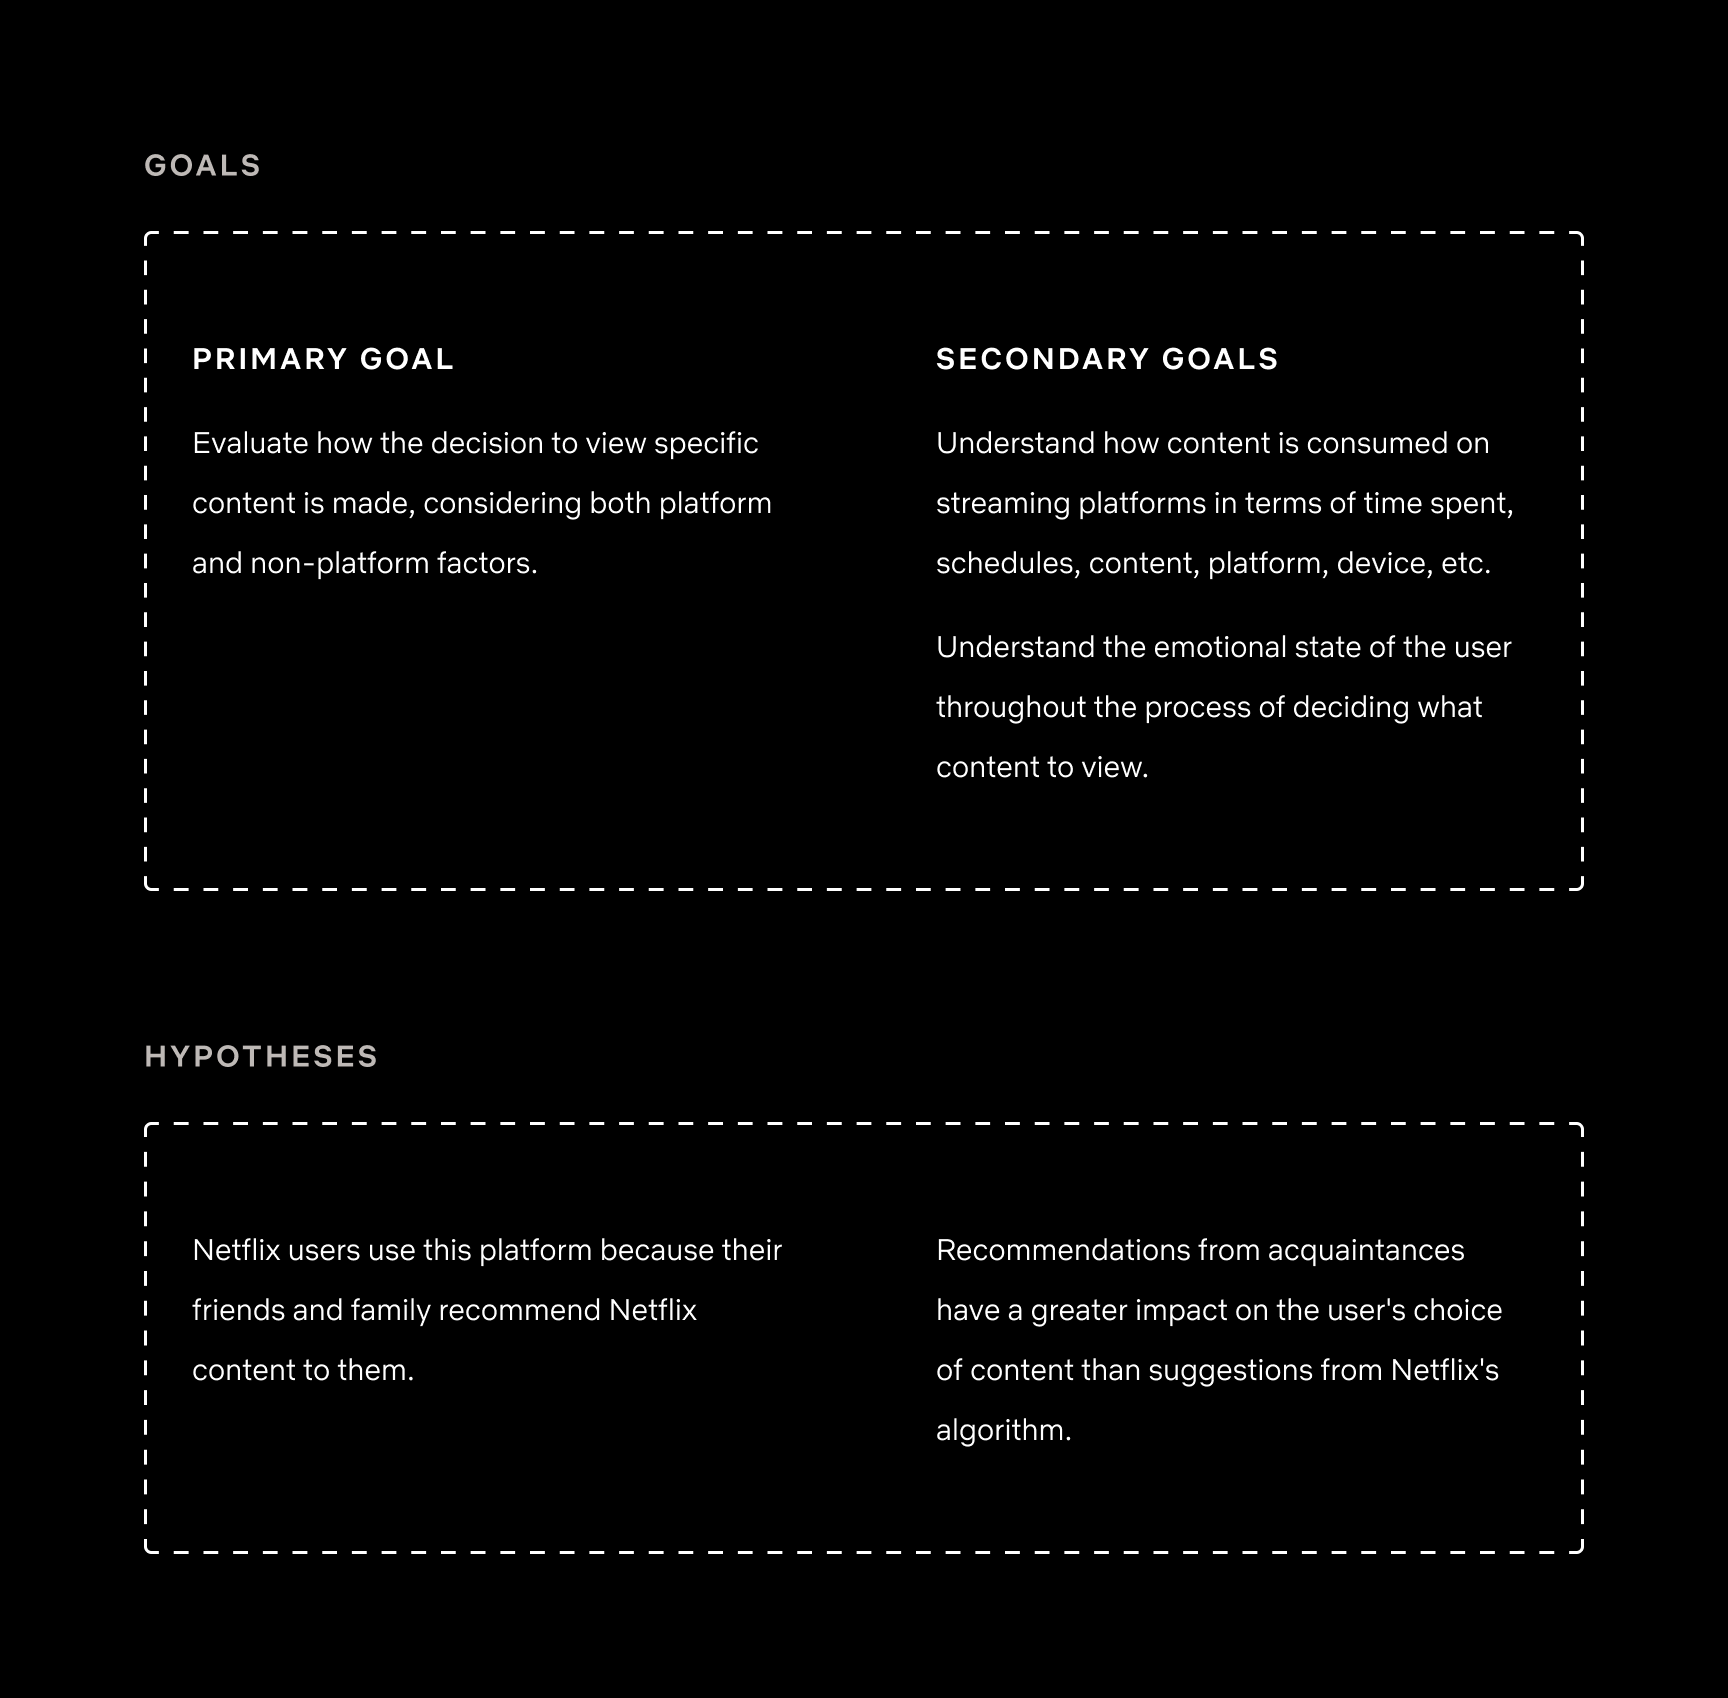 GOALS
PRIMARY GOAL
Evaluate how the decision to view specific
content is made, considering both platform
and non-platform factors.
SECONDARY GOALS
Understand how content is consumed on
streaming platforms in terms of time spent,
schedules, content, platform, device, etc.
Understand the emotional state of the user
throughout the process of deciding what
content to view.
HYPOTHESES
Netflix users use this platform because their
friends and family recommend Netflix
content to them.
Recommendations from acquaintances
have a greater impact on the user's choice
of content than suggestions from Netflix's
algorithm.